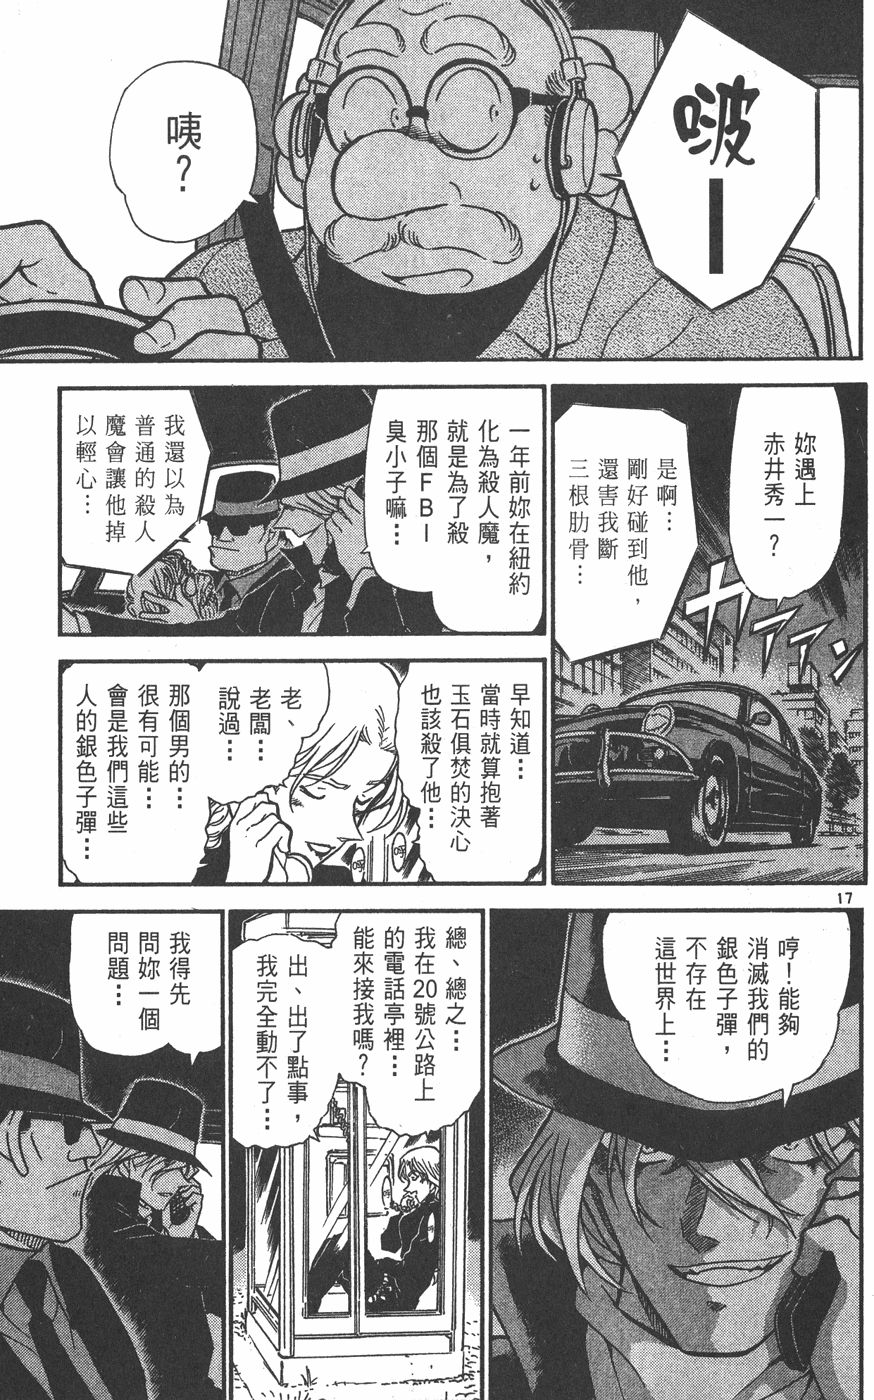 啵ー
咦？
妳遇上
赤井秀一？
是啊…
剛好碰到他，
還害我斷
三根肋骨…
一年前妳在紐約
化為殺人魔，
就是為了殺
那個FBI
臭小子嘛…
我還以為
普通的殺人
魔會讓他掉
以輕心…
早知道…
當時就算抱著
玉石俱焚的決心
也該殺了他…
老、
老闆…
說過…
那個男的…
很有可能…
會是我們這些
人的銀色子彈…
17
哼！能夠
消滅我們的
銀色子彈，
不存在
這世界上…
總、總之…
我在20號公路上
的電話亭裡…
能來接我嗎？
出、出了點事，
我完全動不了…
我得先
問妳一個
問題…